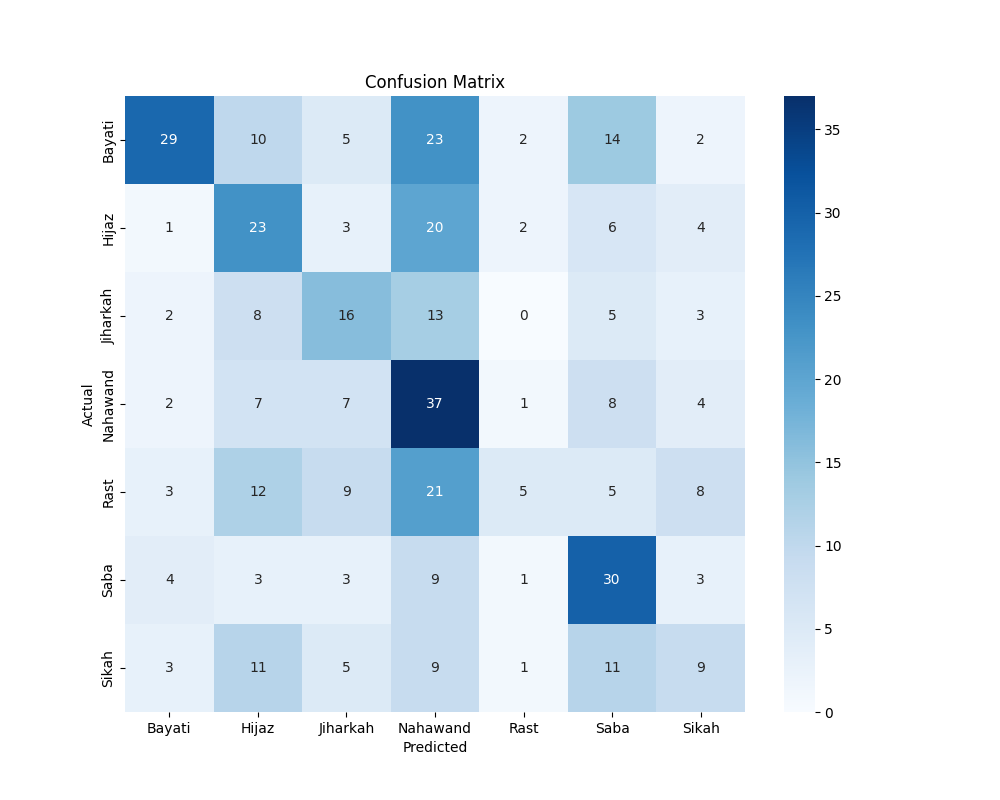 Confusion Matrix
Actual
Bayati 29 10 5 23 2 14 2
Hijaz 1 23 3 20 2 6 4
Jiharkah 2 8 16 13 0 5 3
Nahawand 2 7 7 37 1 8 4
Rast 3 12 9 21 5 5 8
Saba 4 3 3 9 1 30 3
Sikah 3 11 5 9 1 11 9
Bayati Hijaz Jiharkah Nahawand Rast Saba Sikah
Predicted
35
30
25
20
15
10
5
0